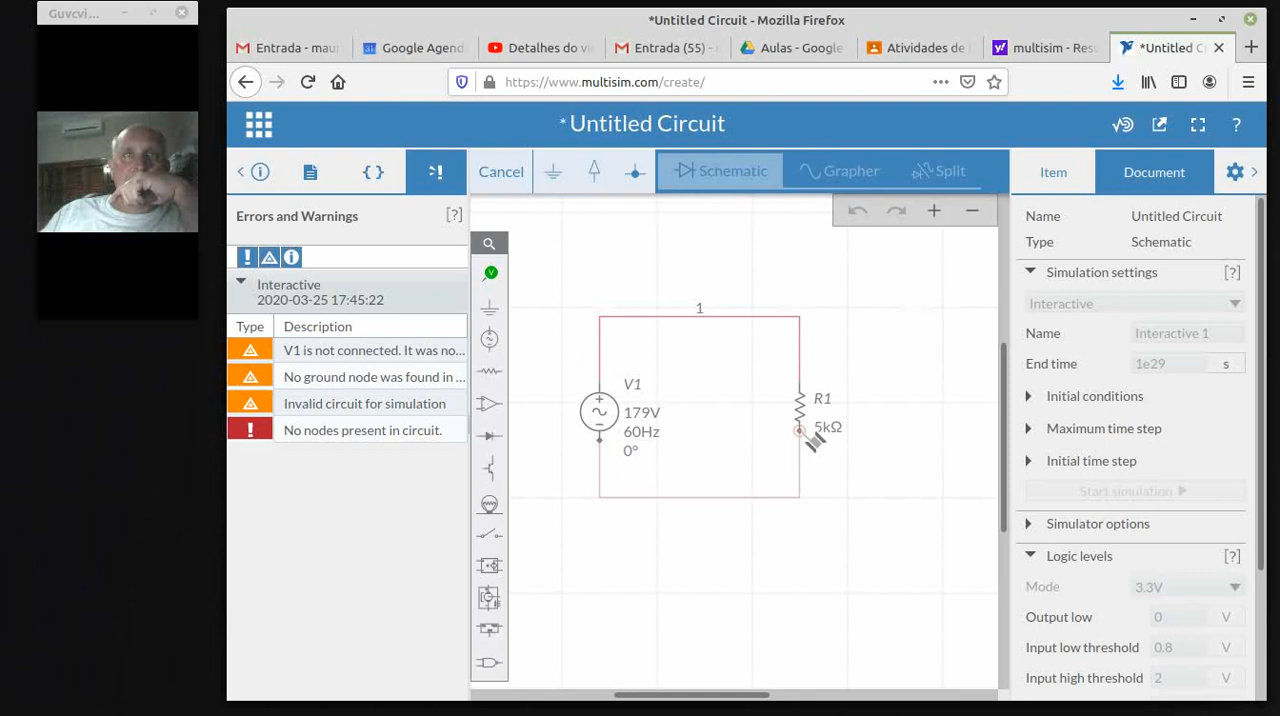 Guvcvi...
*Untitled Circuit - Mozilla Firefox
Entrada - mau
Google Agend
Detalhes do ví
Entrada (55) -
Aulas - Google
Atividades de
multisim - Res
*Untitled C
https://www.multisim.com/create/
* Untitled Circuit
?
Cancel
Schematic
Grapher
Split
Item
Document
Errors and Warnings
[?]
Interactive
2020-03-25 17:45:22
Type
Description
V1 is not connected. It was no...
No ground node was found in ...
Invalid circuit for simulation
No nodes present in circuit.
V
1
V1
179V
60Hz
0°
R1
5kΩ
Name
Untitled Circuit
Type
Schematic
Simulation settings
[?]
Interactive
Name
Interactive 1
End time
1e29
s
Initial conditions
Maximum time step
Initial time step
Start simulation
Simulator options
Logic levels
[?]
Mode
3.3V
Output low
0
V
Input low threshold
0.8
V
Input high threshold
2
V